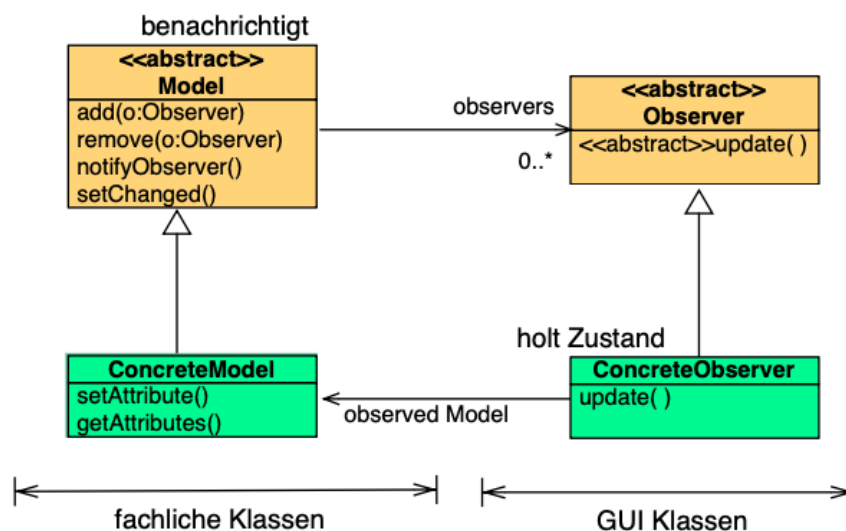 benachrichtigt
<<abstract>>
Model
add(o:Observer)
remove(o:Observer)
notifyObserver()
setChanged()
observers
0..*
<<abstract>>
Observer
<<abstract>>update( )
holt Zustand
ConcreteModel
setAttribute()
getAttributes()
observed Model
ConcreteObserver
update( )
fachliche Klassen
GUI Klassen